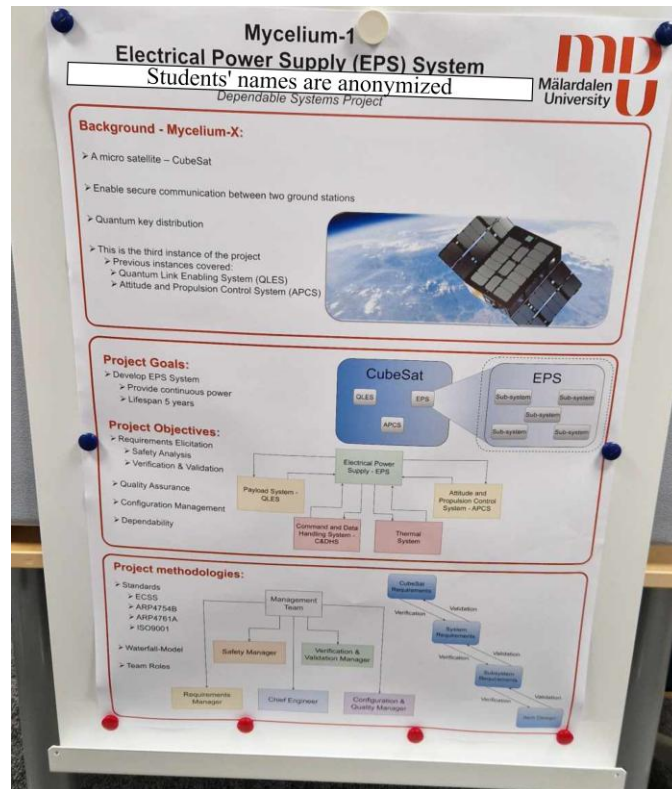 Mycelium-1
Electrical Power Supply (EPS) System
Students' names are anonymized
Dependable Systems Project
MDU
Mälardalen
University
Background - Mycelium-X:
➢ A micro satellite – CubeSat
➢ Enable secure communication between two ground stations
➢ Quantum key distribution
➢ This is the third instance of the project
➢ Previous instances covered:
➢ Quantum Link Enabling System (QLES)
➢ Attitude and Propulsion Control System (APCS)
Project Goals:
➢ Develop EPS System
➢ Provide continuous power
➢ Lifespan 5 years
Project Objectives:
➢ Requirements Elicitation
➢ Safety Analysis
➢ Verification & Validation
➢ Quality Assurance
➢ Configuration Management
➢ Dependability
CubeSat
QLES
EPS
APCS
EPS
Sub-system
Sub-system
Sub-system
Sub-system
Sub-system
Electrical Power
Supply - EPS
Payload System -
QLES
Attitude and
Propulsion Control
System - APCS
Command and Data
Handling System -
C&DHS
Thermal
System
Project methodologies:
➢ Standards
➢ ECSS
➢ ARP4754B
➢ ARP4761A
➢ ISO9001
➢ Waterfall-Model
➢ Team Roles
Management
Team
Safety Manager
Verification &
Validation Manager
Requirements
Manager
Chief Engineer
Configuration &
Quality Manager
CubeSat
Requirements
Verification
Validation
System
Requirements
Verification
Validation
Subsystem
Requirements
Verification
Validation
Item Design